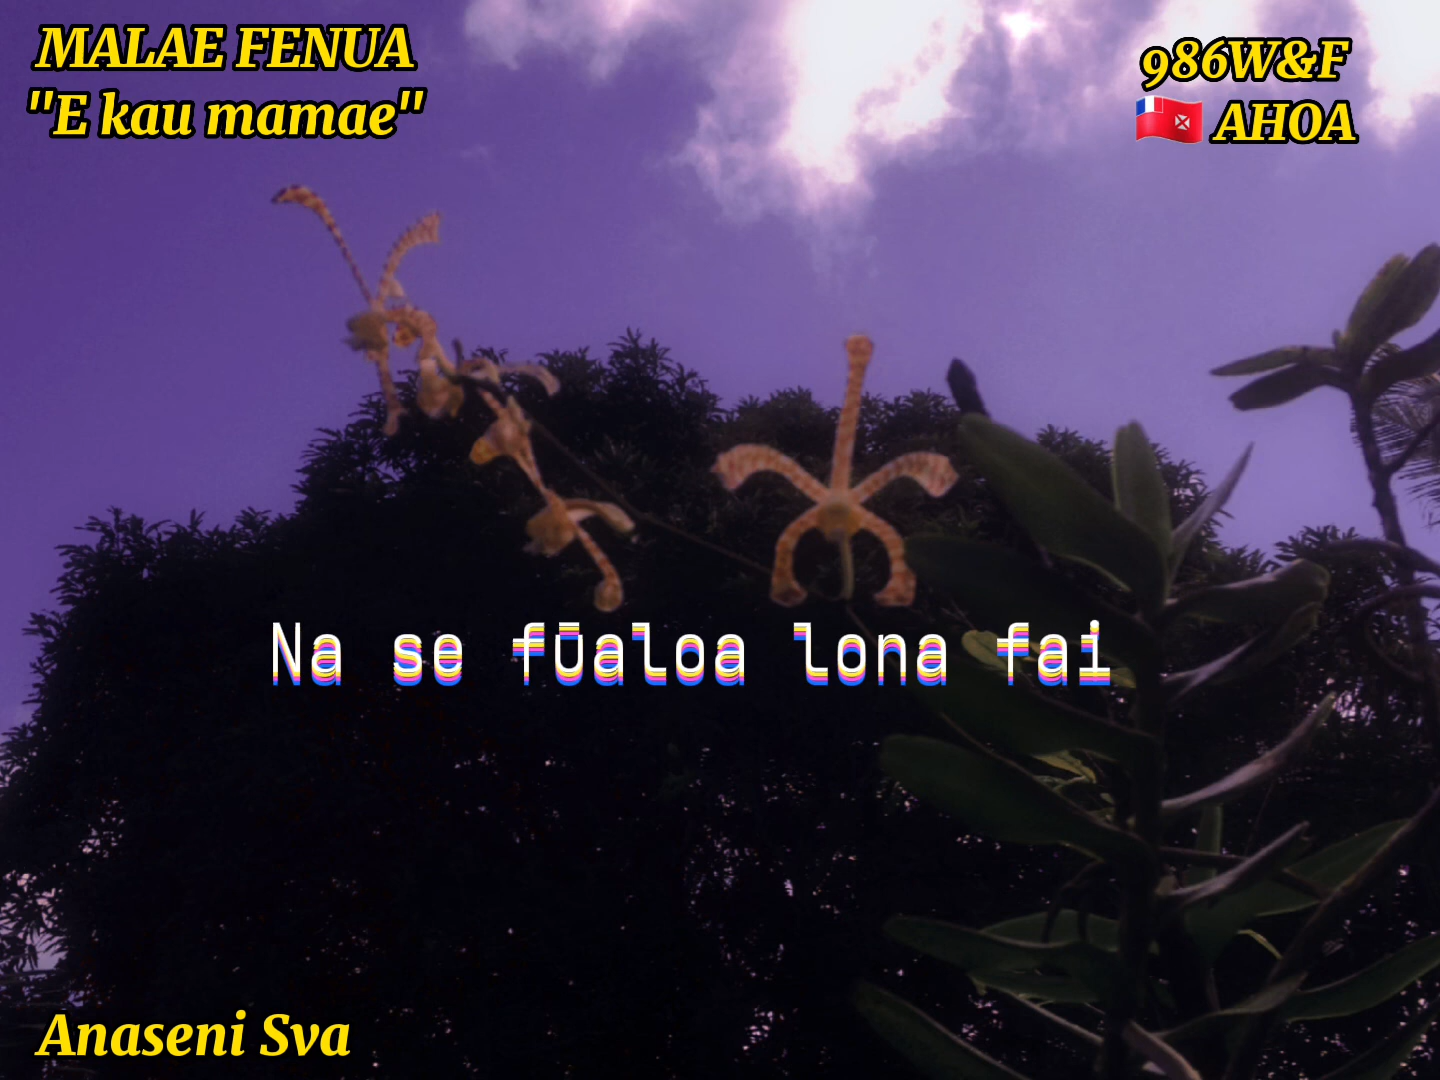 MALAE FENUA
"E kau mamae"
986W&F
🇼🇫 AHOA
Na se fūaloa lona fai
Anaseni Sva